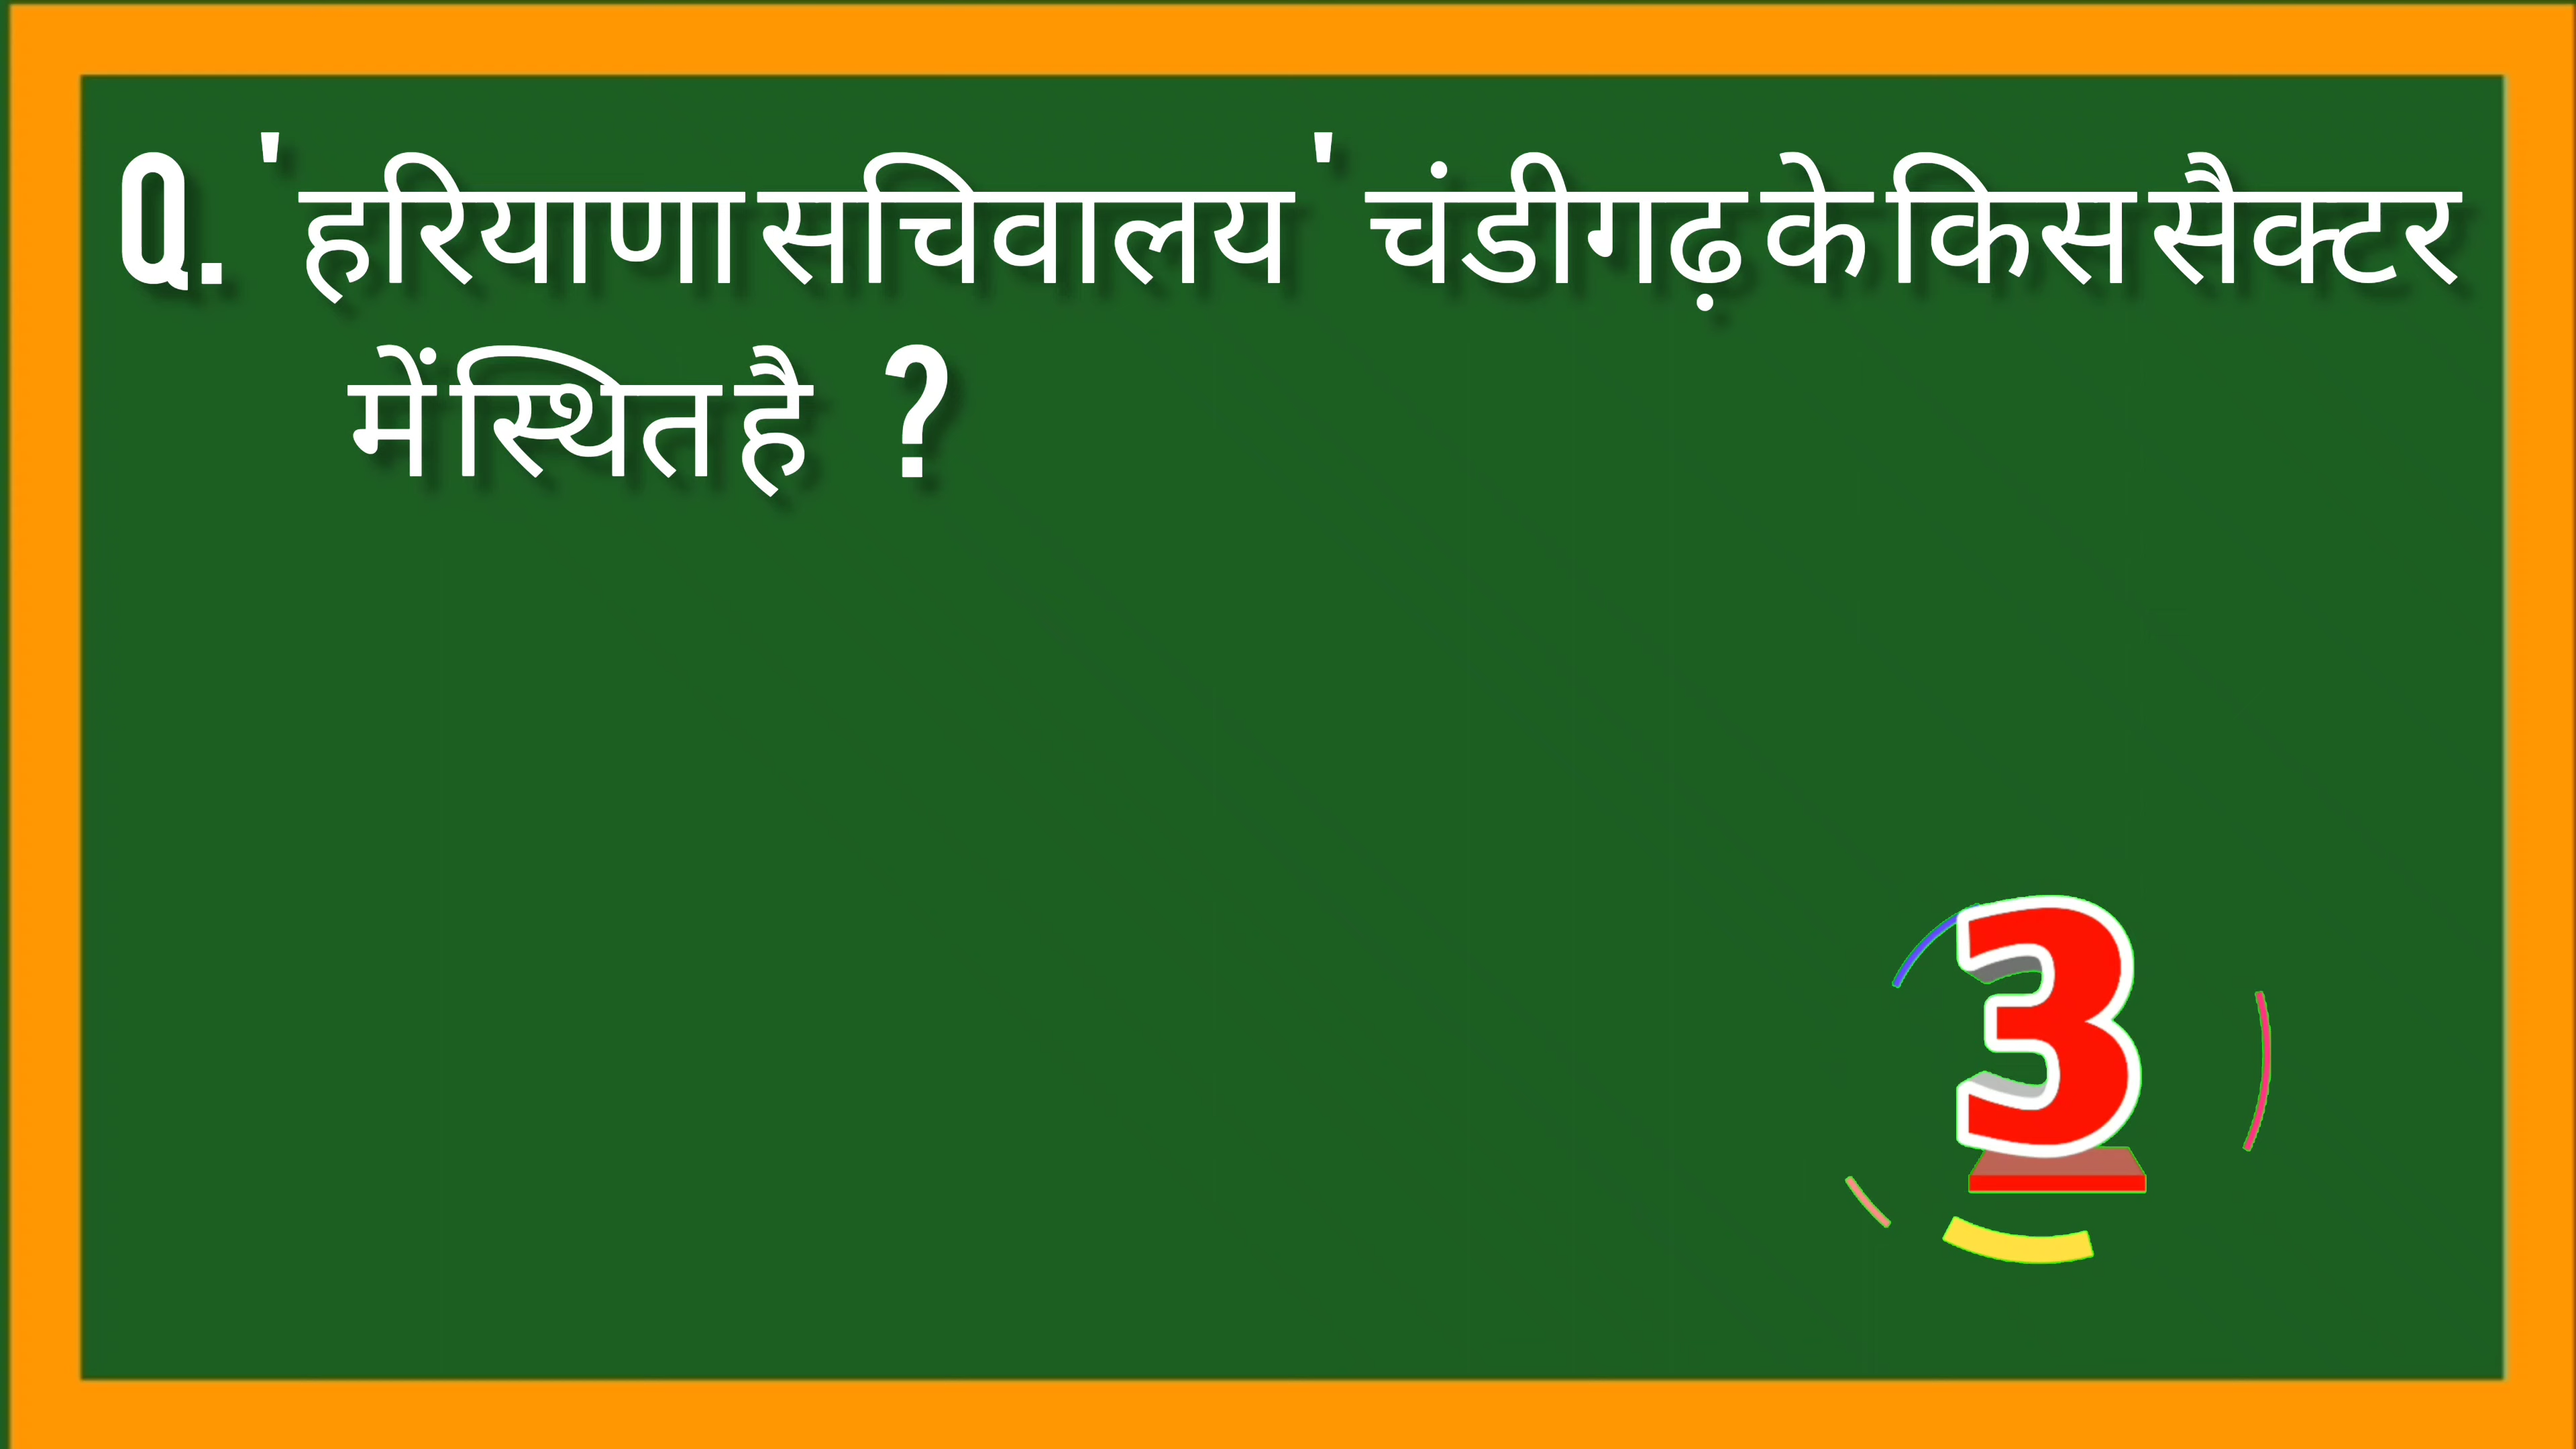 Q. ' हरियाणा सचिवालय ' चंडीगढ़ के किस सैक्टर
में स्थित है ?
3